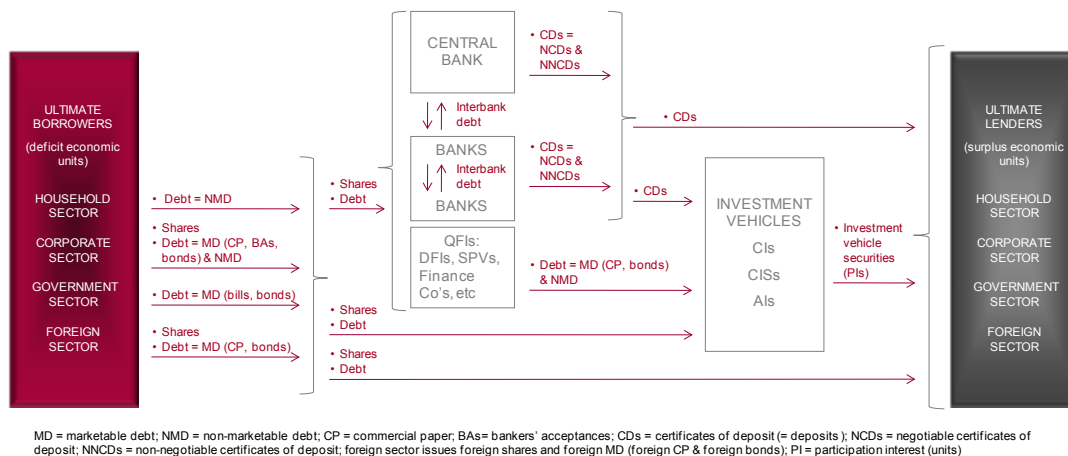 ULTIMATE
BORROWERS
(deficit economic
units)
HOUSEHOLD
SECTOR
CORPORATE
SECTOR
GOVERNMENT
SECTOR
FOREIGN
SECTOR
• Debt = NMD
• Shares
• Debt = MD (CP, BAs,
bonds) & NMD
• Debt = MD (bills, bonds)
• Shares
• Debt = MD (CP, bonds)
• Shares
• Debt
CENTRAL
BANK
Interbank
debt
BANKS
Interbank
debt
BANKS
QFIs:
DFIs, SPVs,
Finance
Co's, etc
• CDs =
NCDs &
NNCDs
• CDs =
NCDs &
NNCDs
• Debt = MD (CP, bonds)
& NMD
• Shares
• Debt
• Shares
• Debt
• CDs
• CDs
INVESTMENT
VEHICLES
CIs
CISs
AIs
• Investment
vehicle
securities
(PIs)
ULTIMATE
LENDERS
(surplus economic
units)
HOUSEHOLD
SECTOR
CORPORATE
SECTOR
GOVERNMENT
SECTOR
FOREIGN
SECTOR
MD = marketable debt; NMD = non-marketable debt; CP = commercial paper; BAs= bankers' acceptances; CDs = certificates of deposit (= deposits ); NCDs = negotiable certificates of
deposit; NNCDs = non-negotiable certificates of deposit; foreign sector issues foreign shares and foreign MD (foreign CP & foreign bonds); PI = participation interest (units)